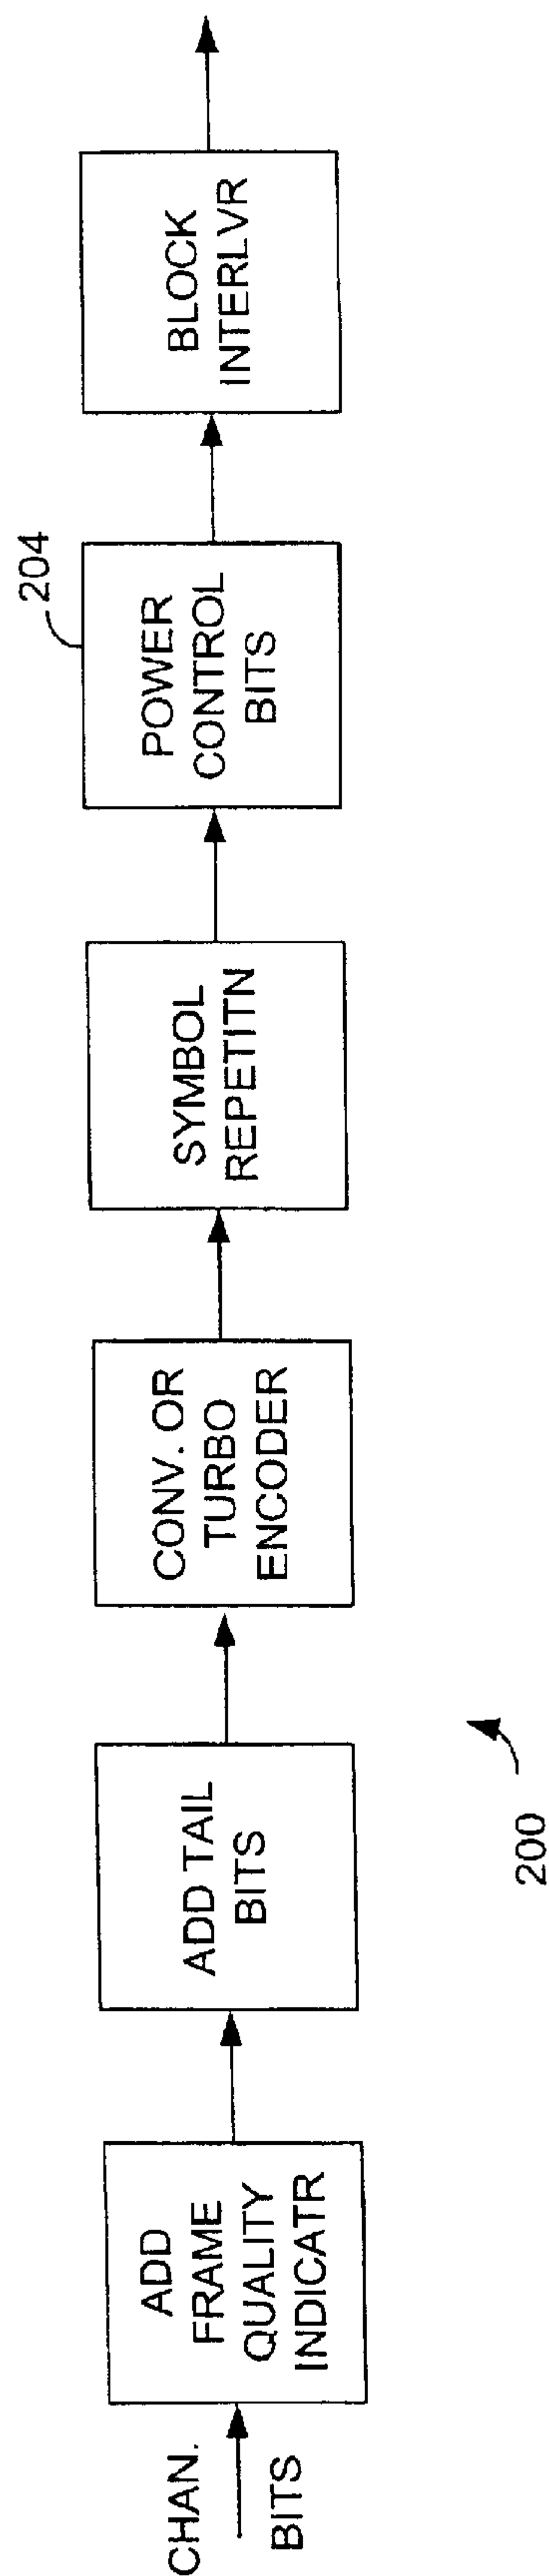 CHAN.
BITS
ADD
FRAME
QUALITY
INDICATR
ADD TAIL
BITS
CONV. OR
TURBO
ENCODER
SYMBOL
REPETITN
POWER
CONTROL
BITS
204
BLOCK
INTERLVR
200